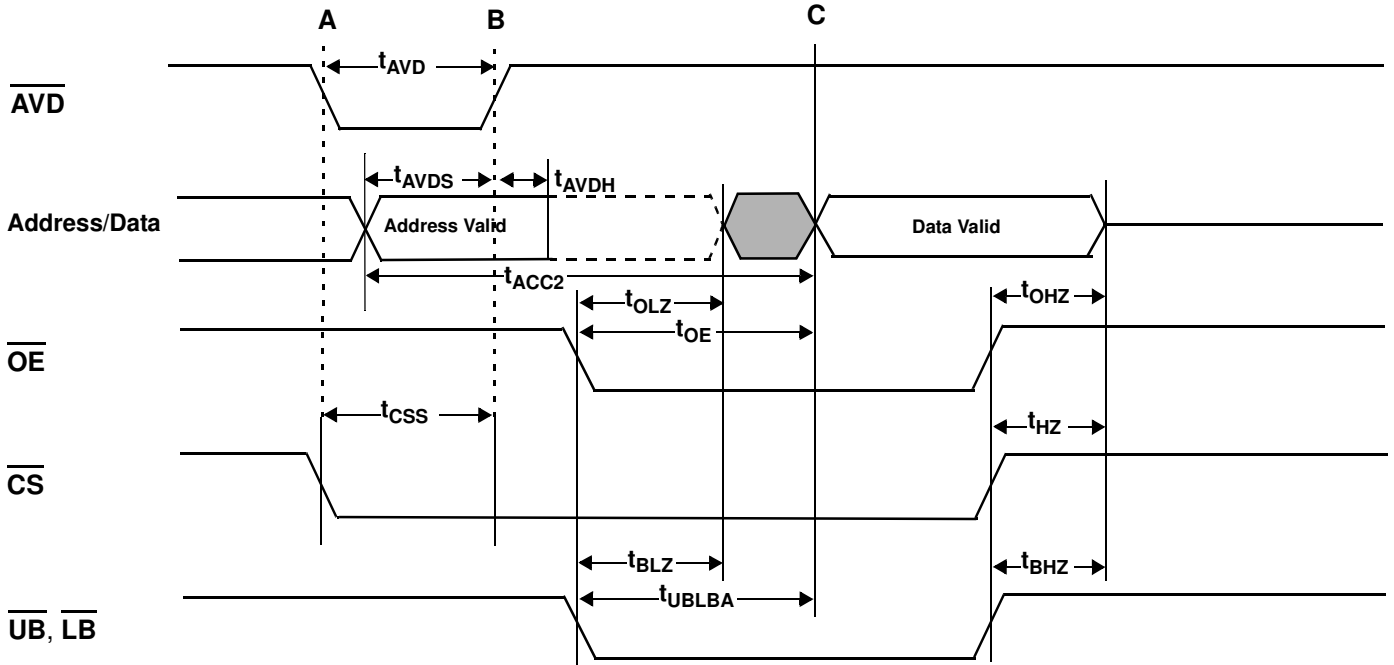 A B C
tAVD
AVD
tAVDS tAVDH
Address/Data Address Valid Data Valid
tACC2
tOLZ tOHZ
tOE
OE
tCSS tHZ
CS
tBLZ tBHZ
tUBLBA
UB, LB